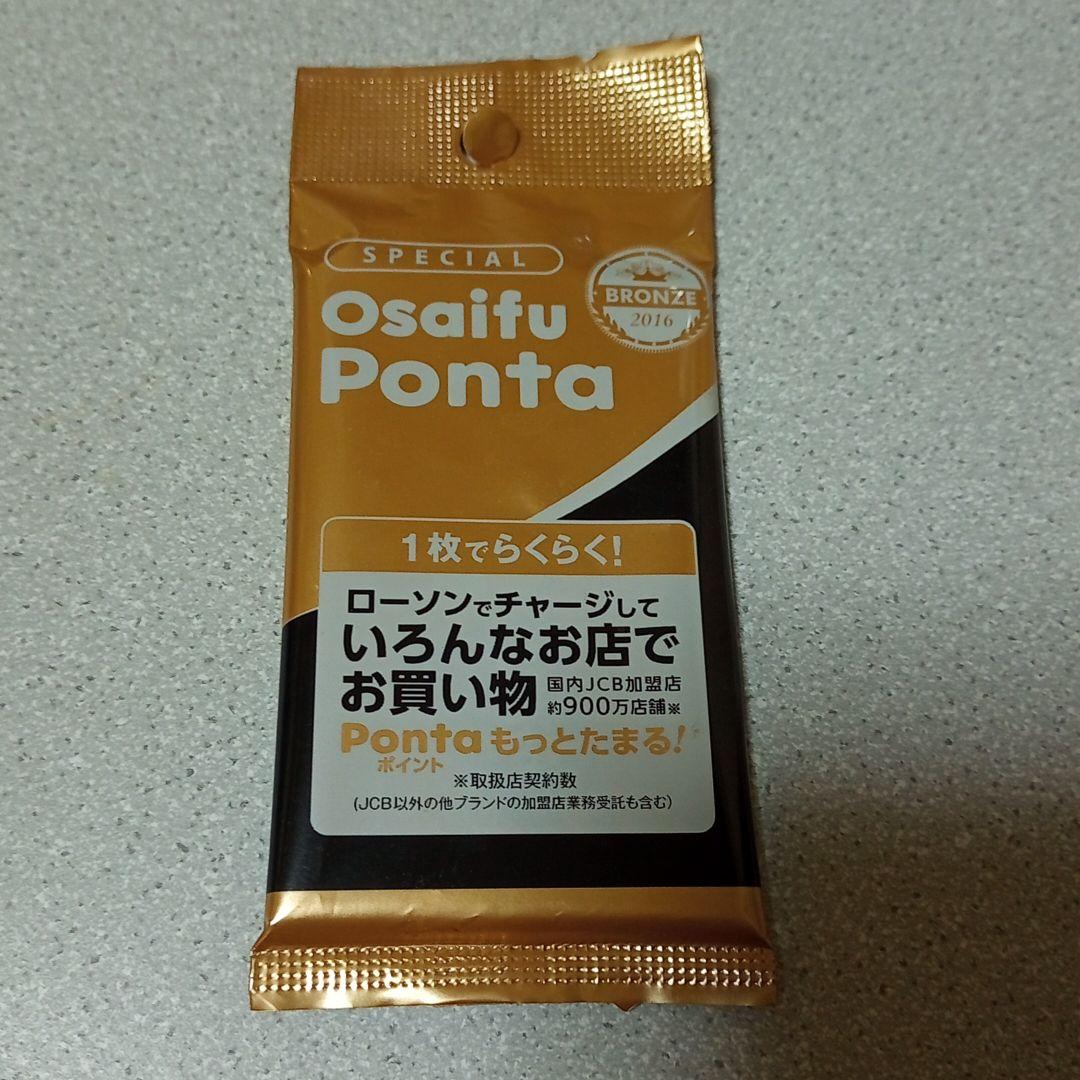 SPECIAL
Osaifu
Ponta
BRONZE
2016
1枚でらくらく!
ローソンでチャージして
いろんなお店で
お買い物 国内JCB加盟店
約900万店舗※
Pontaもっとたまる!
ポイント
※取扱店契約数
(JCB以外の他ブランドの加盟店業務受託も含む)